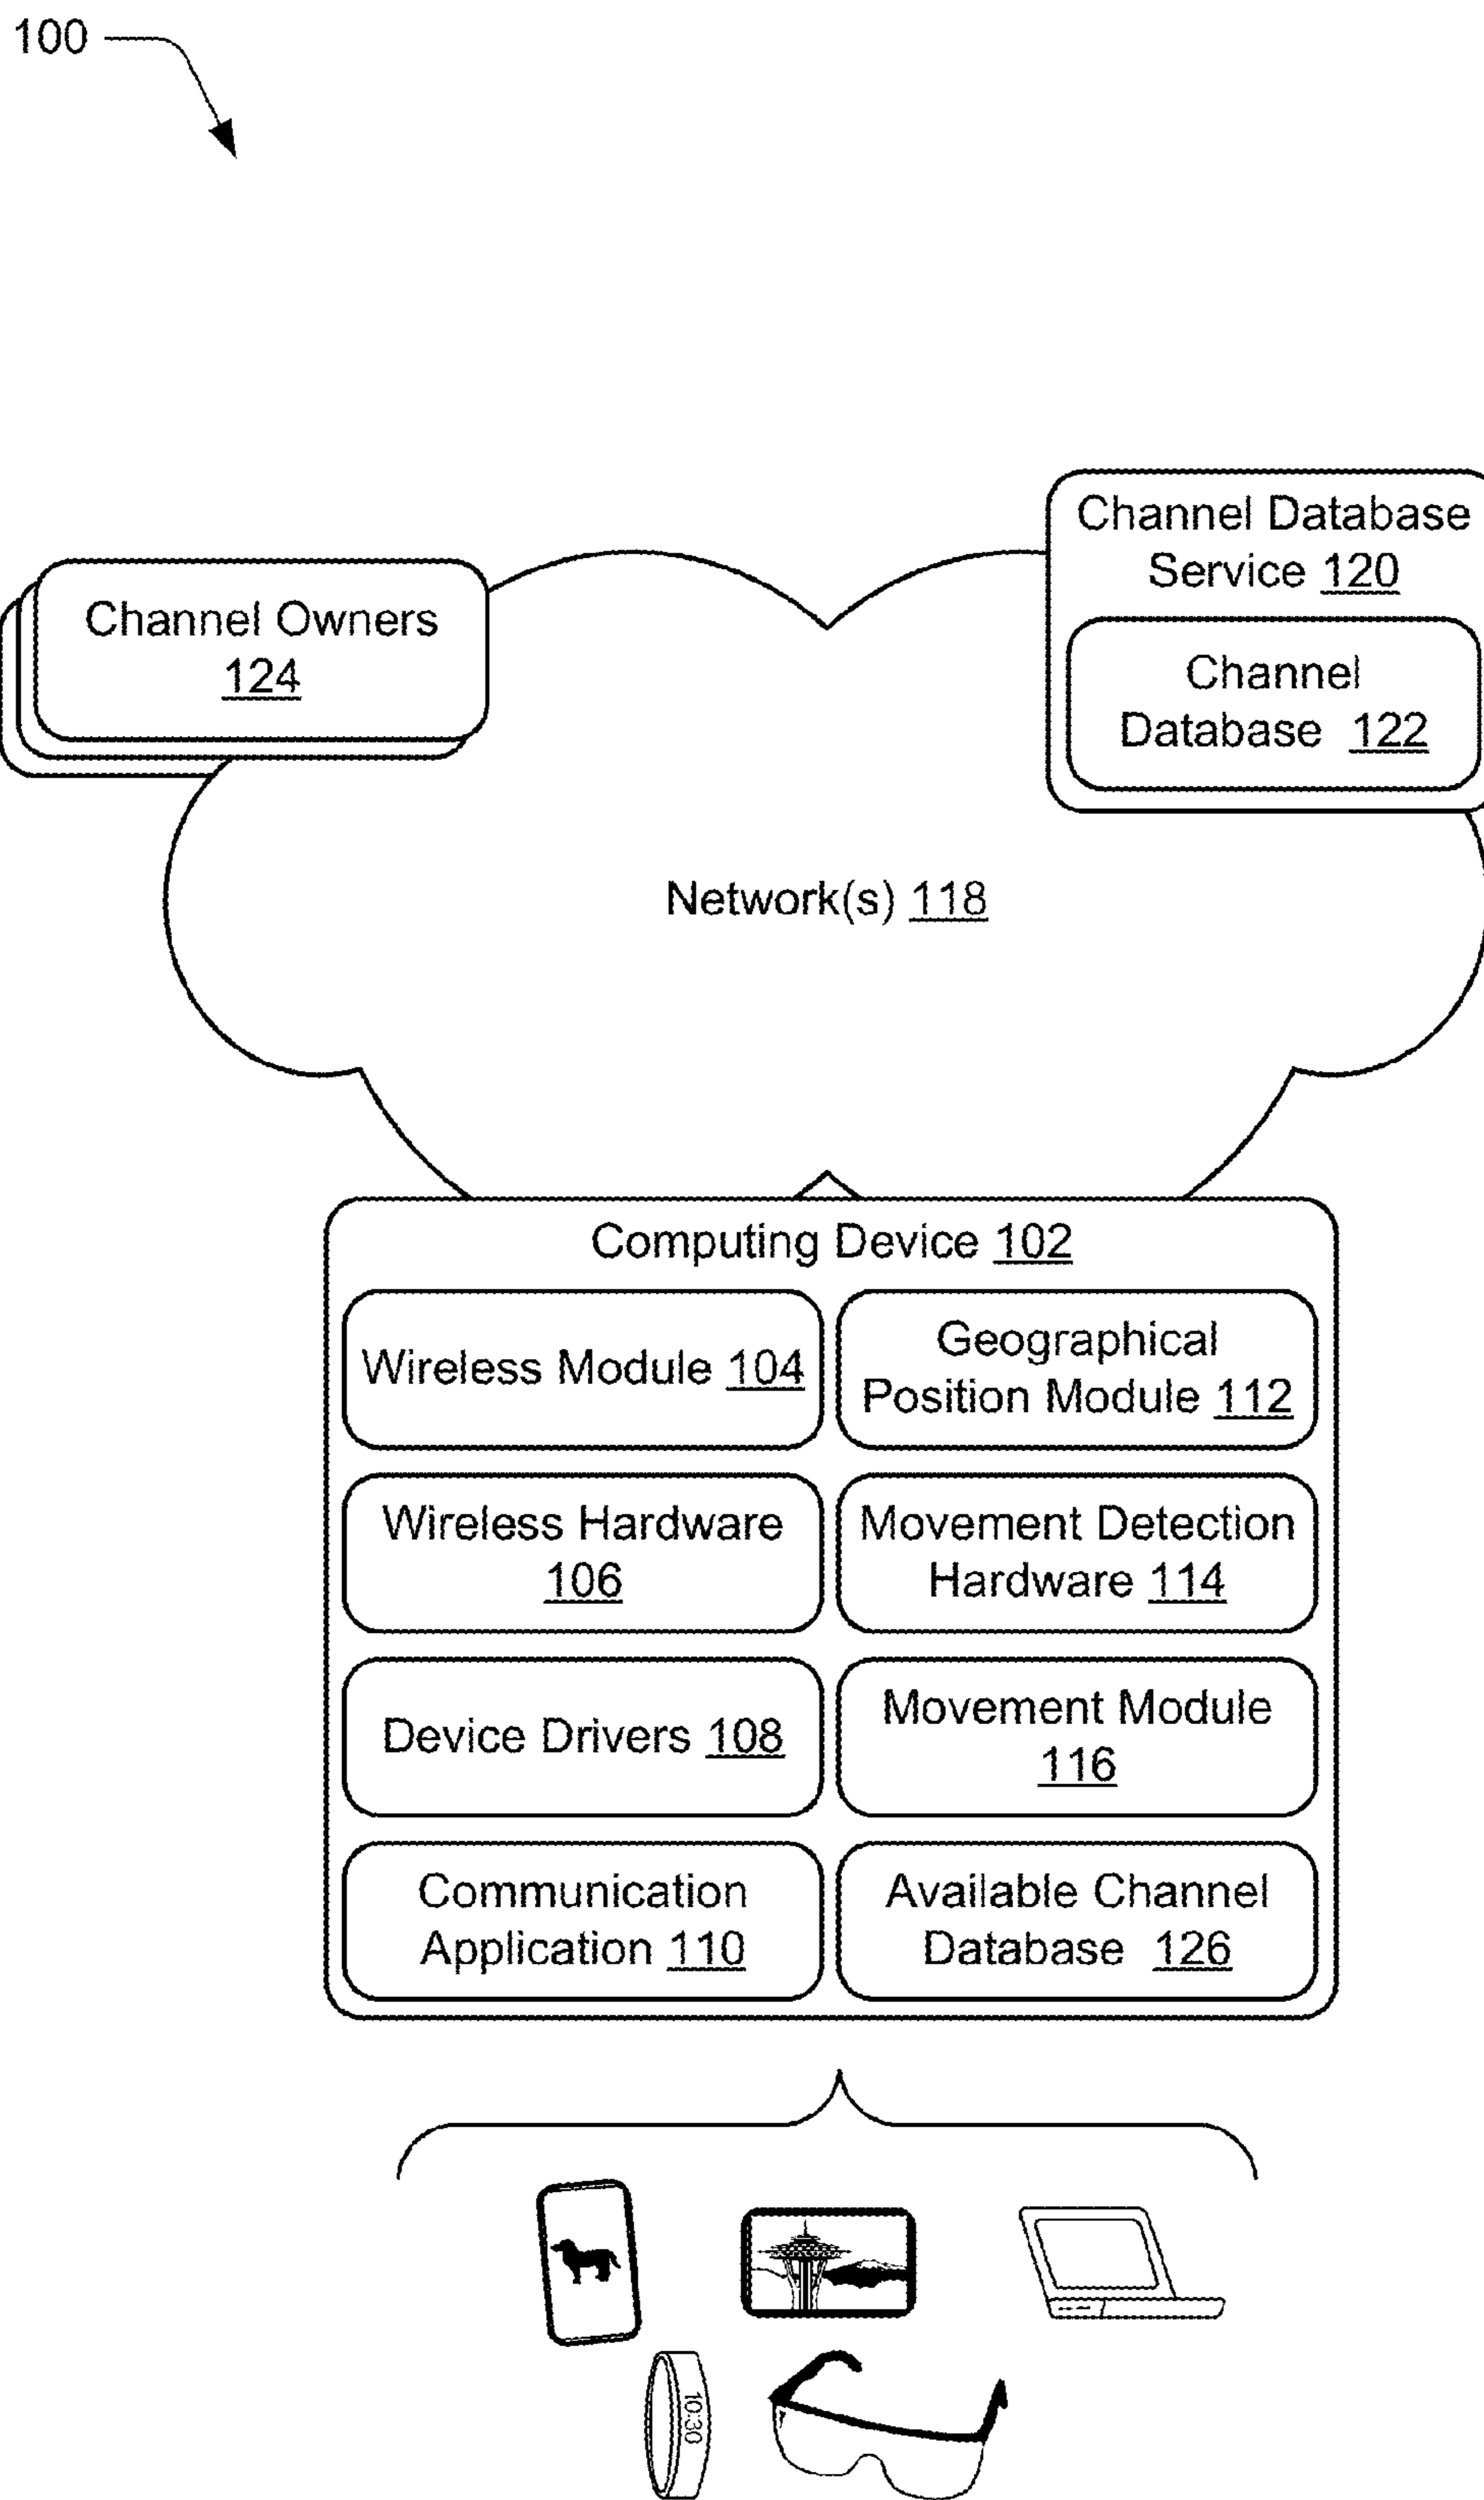 100
Channel Database
Service 120
Channel Owners
124
Channel
Database 122
Network(s) 118
Computing Device 102
Wireless Module 104
Geographical
Position Module 112
Wireless Hardware
106
Movement Detection
Hardware 114
Device Drivers 108
Movement Module
116
Communication
Application 110
Available Channel
Database 126
10:30